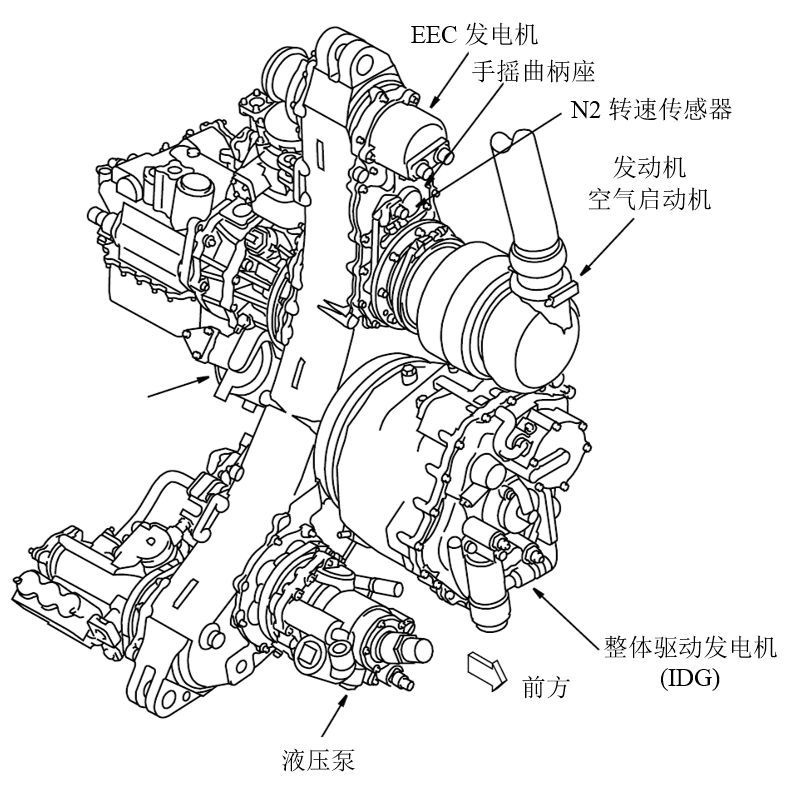 EEC 发电机
手摇曲柄座
N2 转速传感器
发动机
空气启动机
整体驱动发电机
(IDG)
前方
液压泵